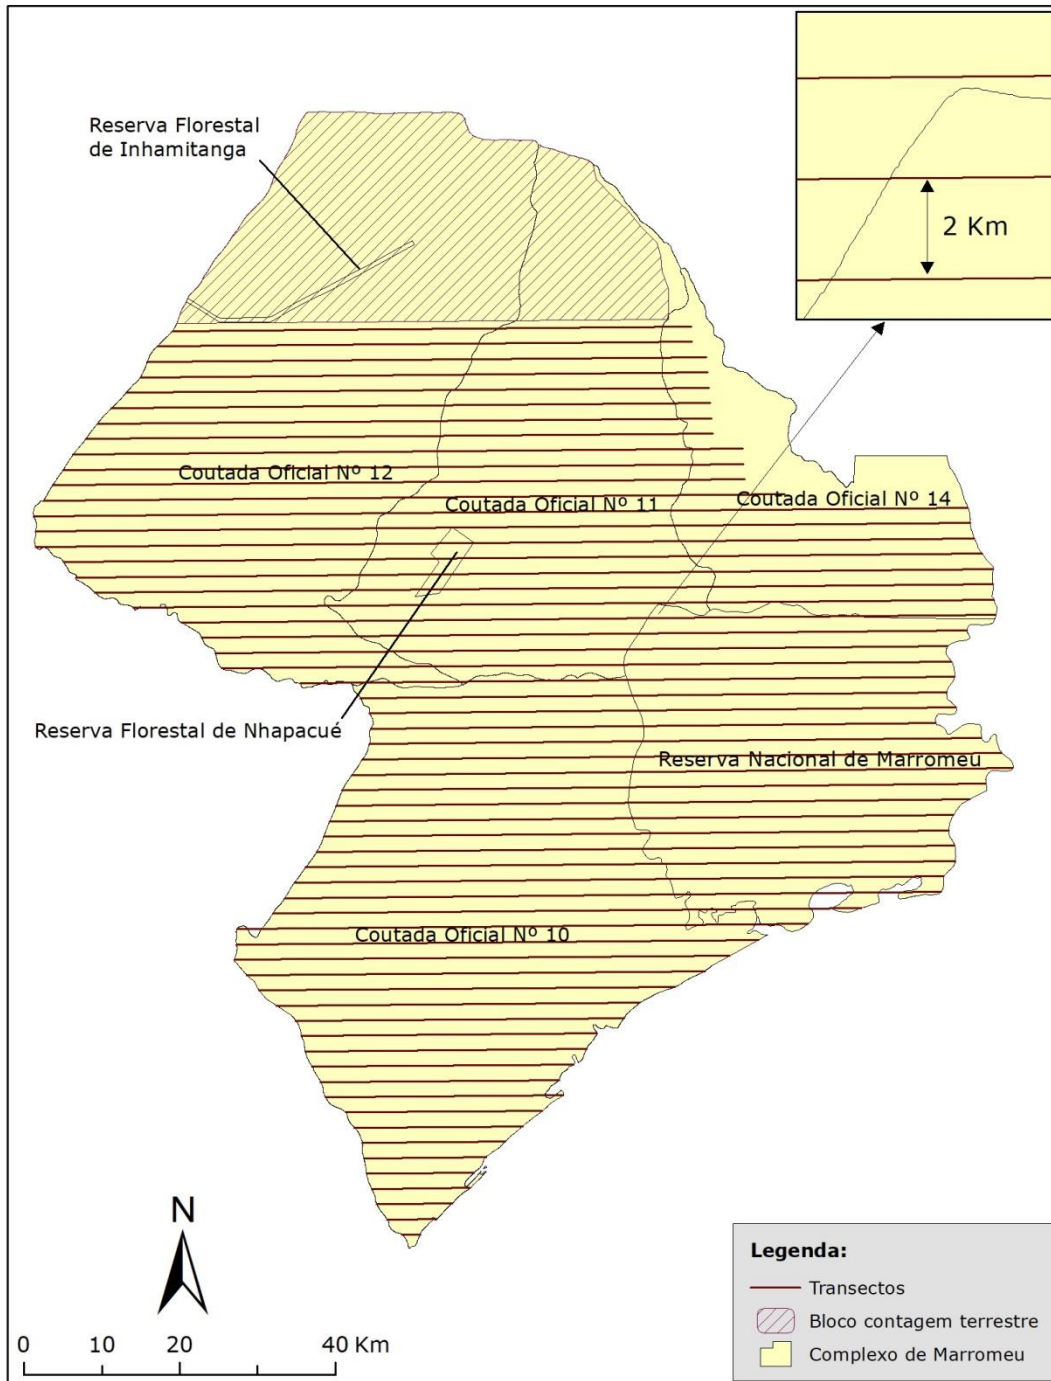 Reserva Florestal
de Inhamitanga
2 Km
Coutada Oficial Nº 12
Coutada Oficial Nº 11
Coutada Oficial Nº 14
Reserva Florestal de Nhapacué
Reserva Nacional de Marromeu
Coutada Oficial Nº 10
N
0 10 20 40 Km
Legenda:
Transectos
Bloco contagem terrestre
Complexo de Marromeu